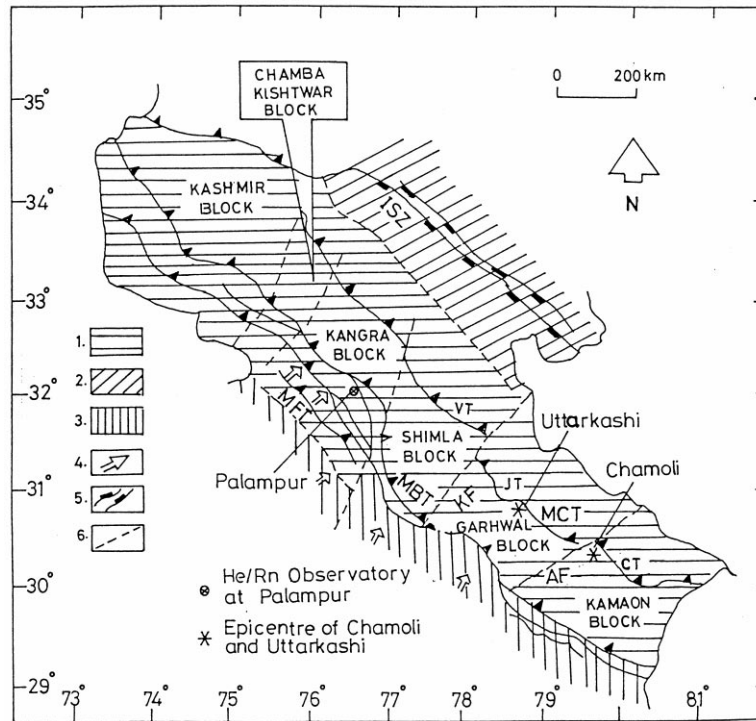 CHAMBA
KISHTWAR
BLOCK
0 200 km
N
35°
34°
33°
32°
31°
30°
29°
KASHMIR
BLOCK
ISZ
KANGRA
BLOCK
1.
2.
3.
4.
5.
6.
MFT
VT
Uttarkashi
SHIMLA
BLOCK
Chamoli
Palampur
MBT
KF
JT
MCT
GARHWAL
BLOCK
AF
CT
KAMAON
BLOCK
He/Rn Observatory
at Palampur
Epicentre of Chamoli
and Uttarkashi
73° 74° 75° 76° 77° 78° 79° 80° 81°